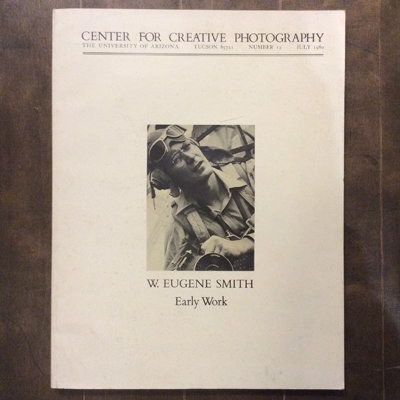 CENTER FOR CREATIVE PHOTOGRAPHY
THE UNIVERSITY OF ARIZONA TUCSON 85721 NUMBER 12 JULY 1980
W. EUGENE SMITH
Early Work